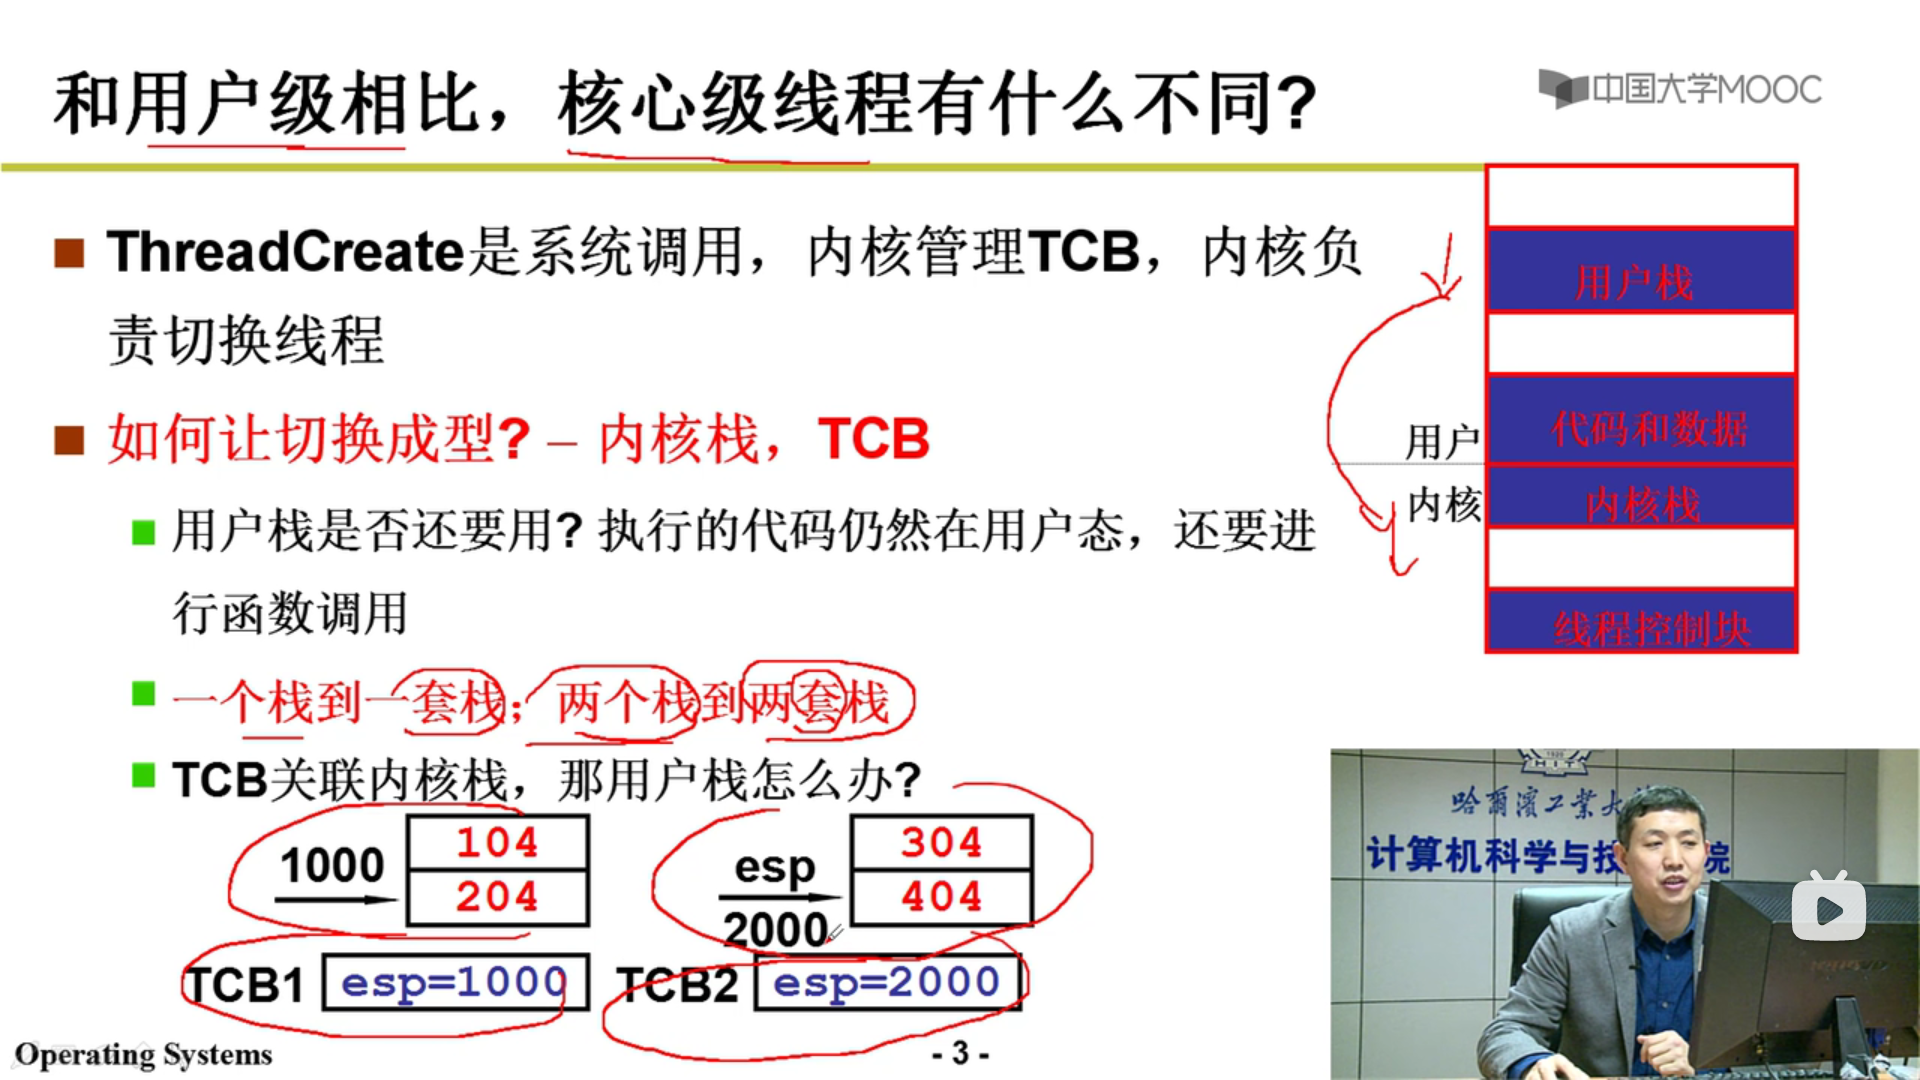 和用户级相比，核心级线程有什么不同?
中国大学MOOC
ThreadCreate是系统调用，内核管理TCB，内核负
责切换线程
如何让切换成型? – 内核栈，TCB
用户栈是否还要用? 执行的代码仍然在用户态，还要进
行函数调用
一个栈到一套栈；两个栈到两套栈
TCB关联内核栈，那用户栈怎么办?
1000
104
204
esp
2000
304
404
TCB1
esp=1000
TCB2
esp=2000
用户栈
代码和数据
用户
内核
内核栈
线程控制块
哈爾濱工業大
计算机科学与技
院
Operating Systems
- 3 -